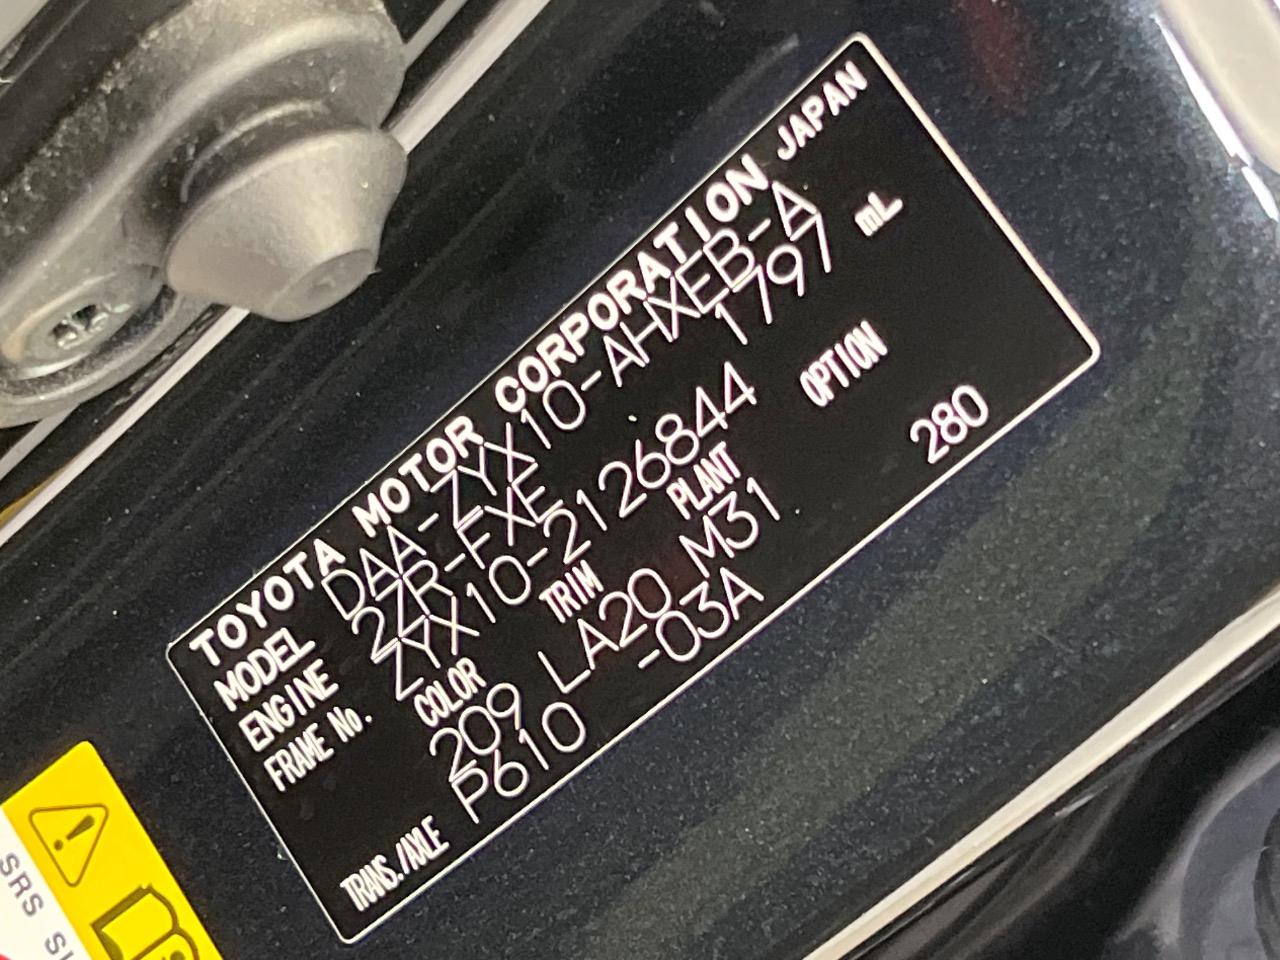 TOYOTA MOTOR CORPORATION JAPAN
MODEL DAA-ZYX10-AHXEB-A
ENGINE 2ZR-FXE 1797 mL
FRAME No. ZYX10-2126844
COLOR TRIM PLANT OPTION
209 LA20 M31 280
TRANS./AXLE P610 -03A
SRS